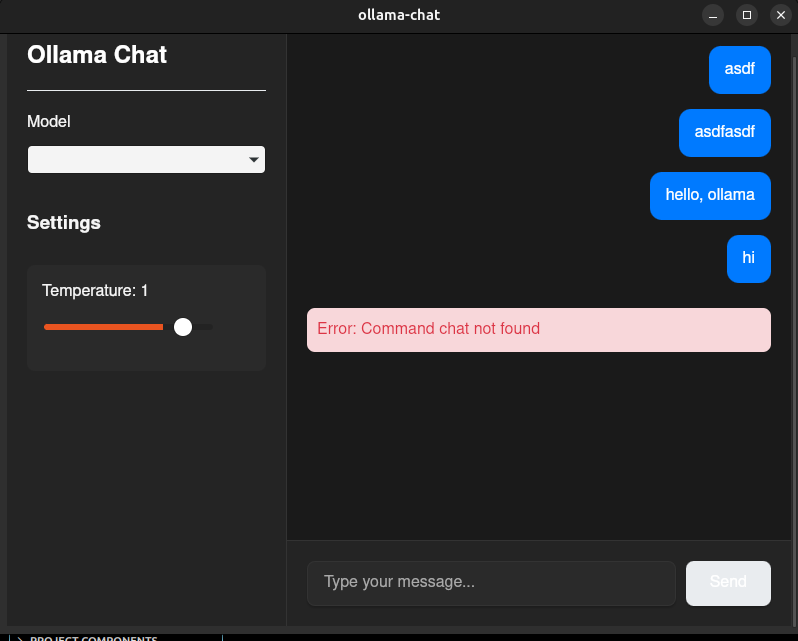 ollama-chat
Ollama Chat
Model
Settings
Temperature: 1
asdf
asdfasdf
hello, ollama
hi
Error: Command chat not found
Type your message...
Send
PROJECT COMPONENTS